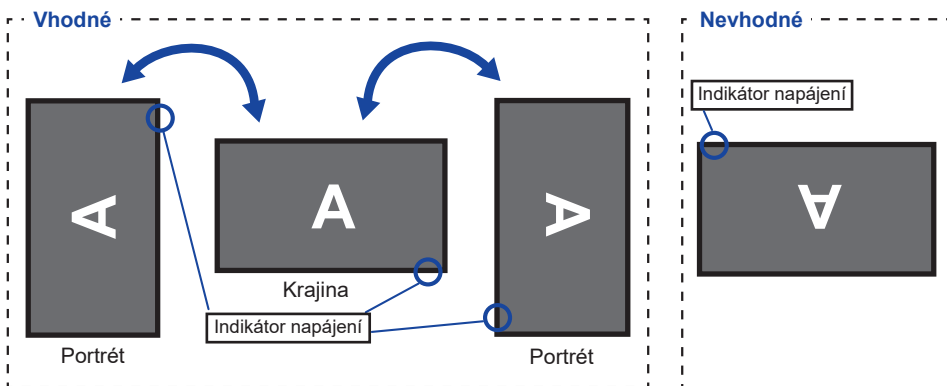 Vhodné
Nevhodné
Indikátor napájení
A
A
A
A
Krajina
Indikátor napájení
Portrét
Portrét